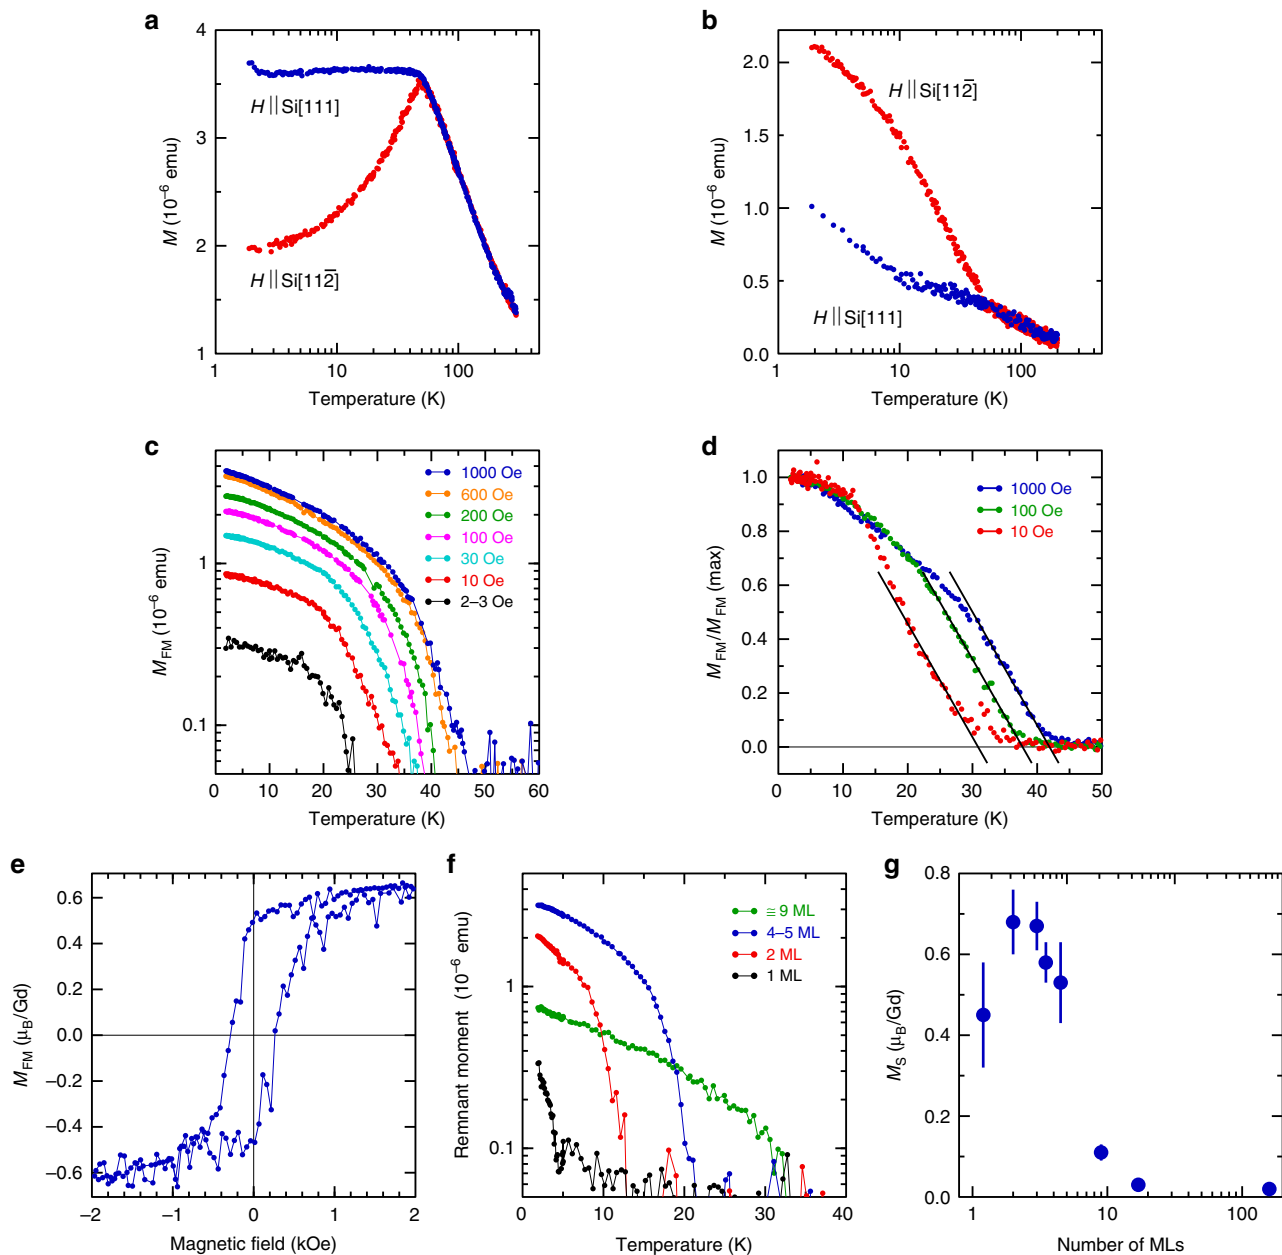 a
4
3
2
1
M (10⁻⁶ emu)
H || Si[111]
H || Si[112̅]
1 10 100
Temperature (K)
b
2.0
1.5
1.0
0.5
0.0
M (10⁻⁶ emu)
H || Si[112̅]
H || Si[111]
1 10 100
Temperature (K)
c
1
0.1
M_FM (10⁻⁶ emu)
1000 Oe
600 Oe
200 Oe
100 Oe
30 Oe
10 Oe
2–3 Oe
0 10 20 30 40 50 60
Temperature (K)
d
1.0
0.8
0.6
0.4
0.2
0.0
M_FM/M_FM (max)
1000 Oe
100 Oe
10 Oe
0 10 20 30 40 50
Temperature (K)
e
0.6
0.4
0.2
0.0
–0.2
–0.4
–0.6
M_FM (μ_B/Gd)
–2 –1 0 1 2
Magnetic field (kOe)
f
1
0.1
Remnant moment (10⁻⁶ emu)
≅ 9 ML
4–5 ML
2 ML
1 ML
0 10 20 30 40
Temperature (K)
g
0.8
0.6
0.4
0.2
0.0
M_S (μ_B/Gd)
1 10 100
Number of MLs